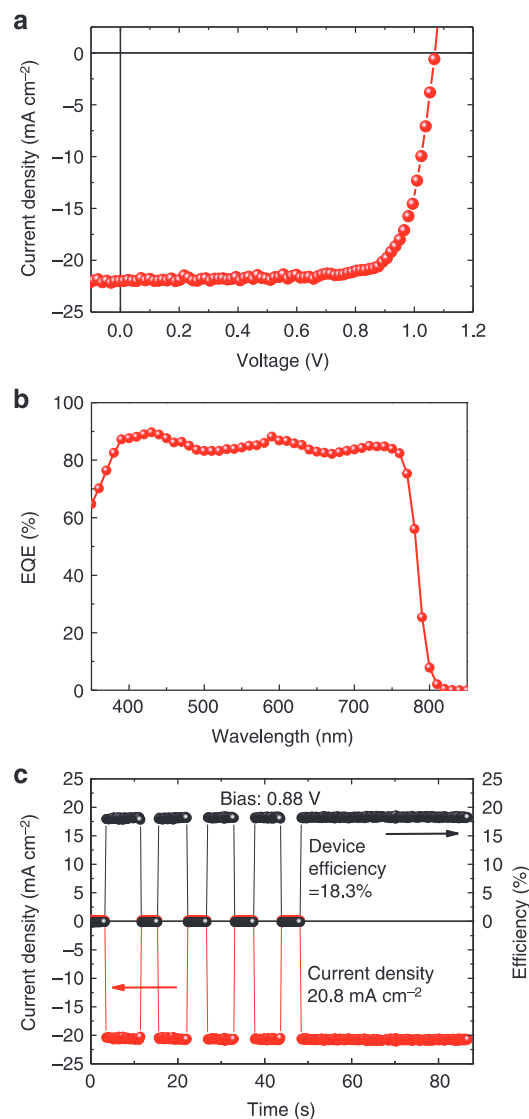 a
0
−5
−10
−15
−20
−25
Current density (mA cm−2)
0.0 0.2 0.4 0.6 0.8 1.0 1.2
Voltage (V)
b
100
80
60
40
20
0
EQE (%)
400 500 600 700 800
Wavelength (nm)
c
25 25
20 20
15 15
10 10
5 5
0 0
−5
−10
−15
−20
−25
Current density (mA cm−2)
Efficiency (%)
Bias: 0.88 V
Device
efficiency
=18.3%
Current density
20.8 mA cm−2
0 20 40 60 80
Time (s)